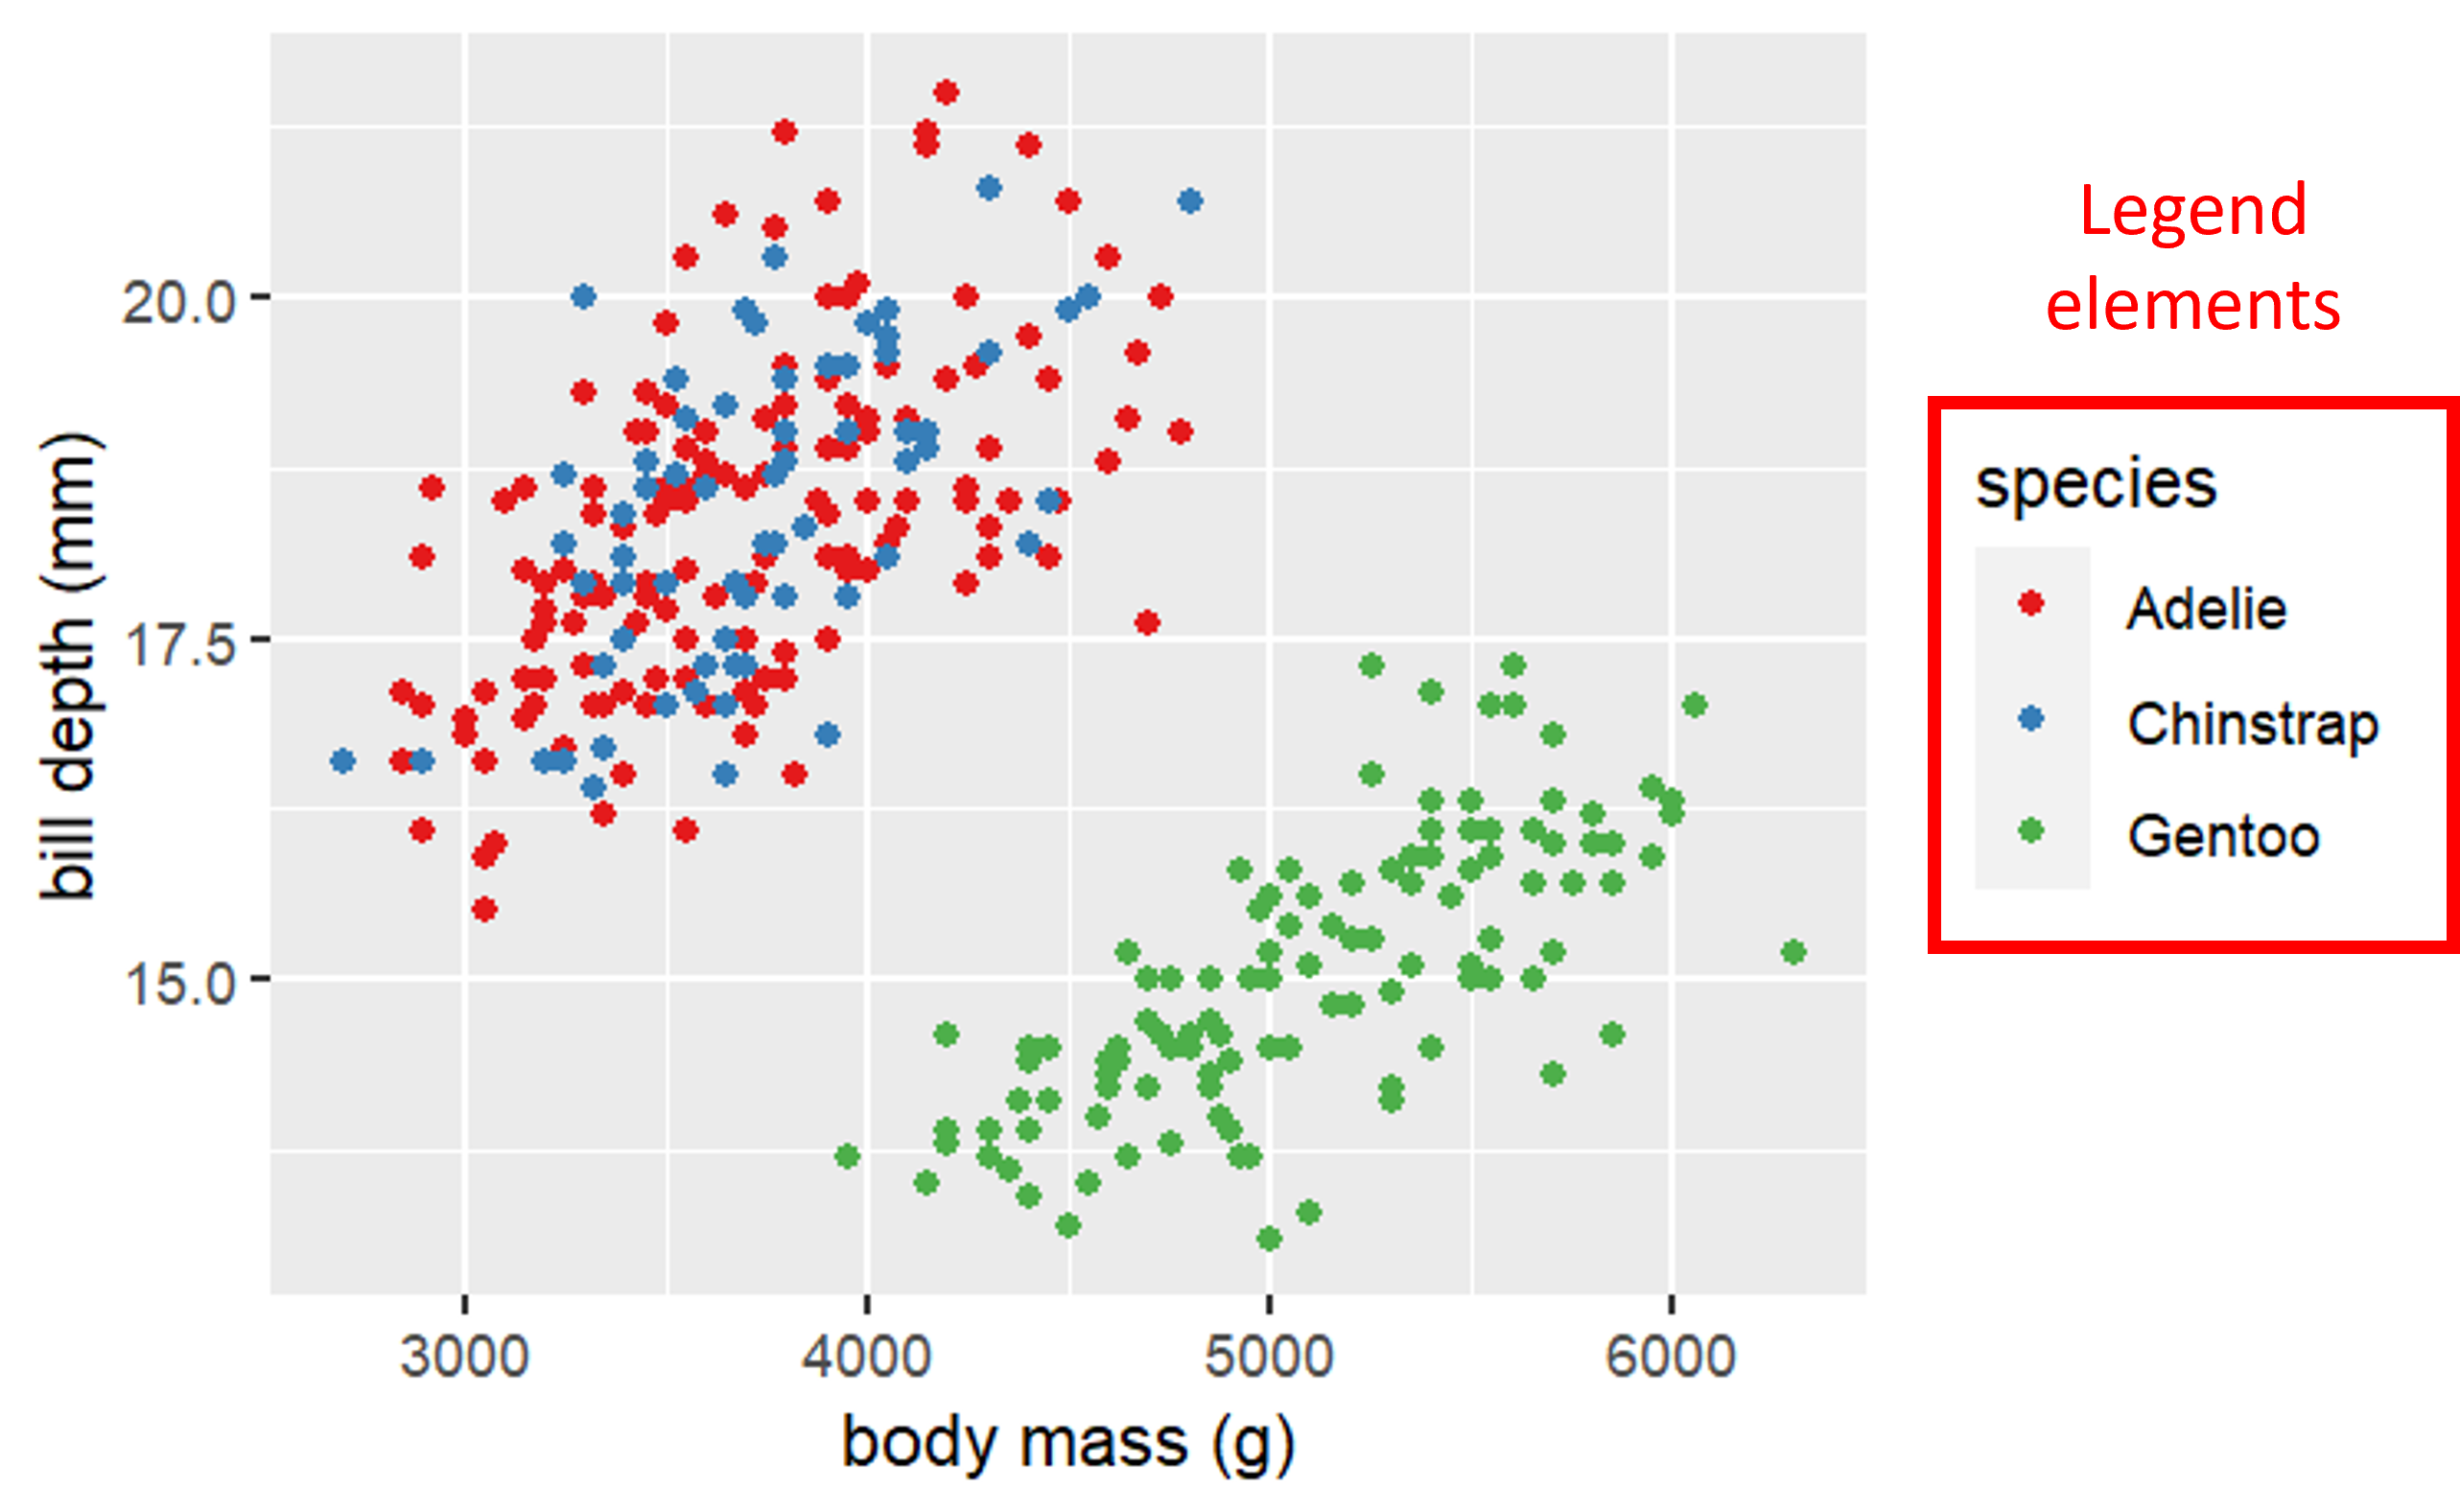 Legend
elements
20.0
17.5
15.0
bill depth (mm)
3000 4000 5000 6000
body mass (g)
species
Adelie
Chinstrap
Gentoo